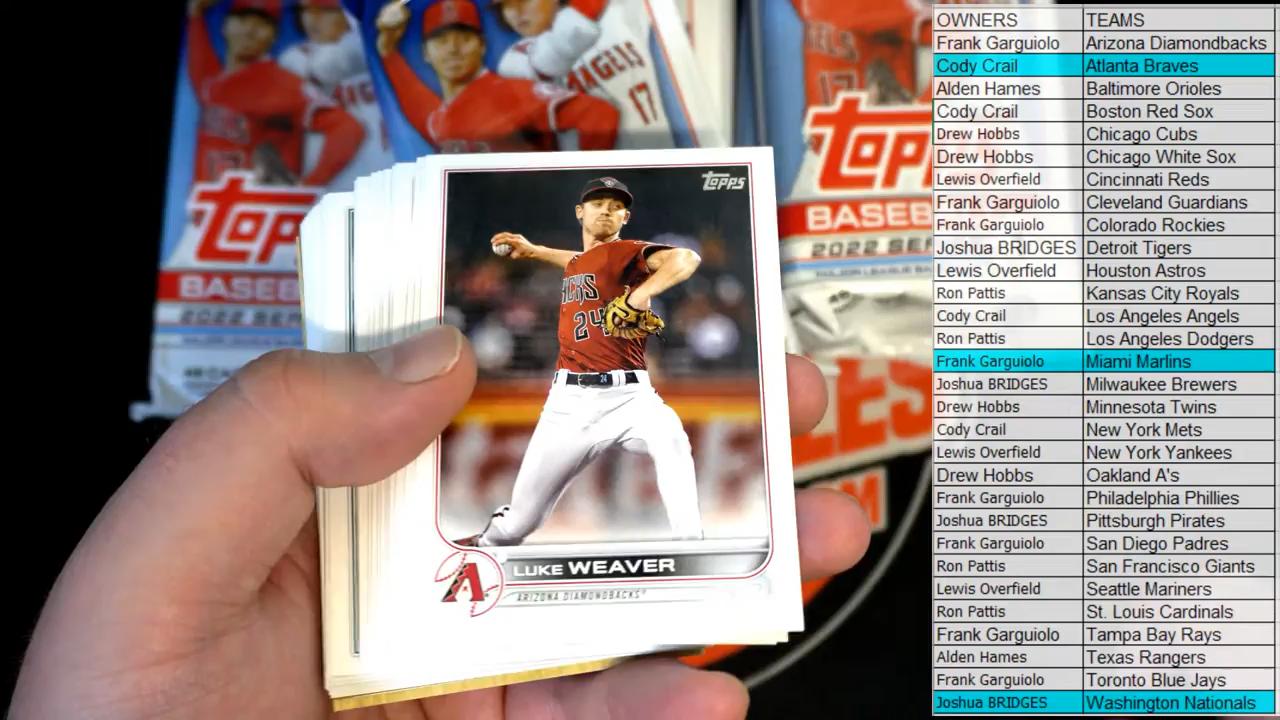 ANGELS
17
TOPPS
BASEB
2022 SER
TOPPS
BASEBA
2022 SERI
TOPPS
24
LUKE WEAVER
A
ARIZONA DIAMONDBACKS
OWNERS TEAMS
Frank Garguiolo Arizona Diamondbacks
Cody Crail Atlanta Braves
Alden Hames Baltimore Orioles
Cody Crail Boston Red Sox
Drew Hobbs Chicago Cubs
Drew Hobbs Chicago White Sox
Lewis Overfield Cincinnati Reds
Frank Garguiolo Cleveland Guardians
Frank Garguiolo Colorado Rockies
Joshua BRIDGES Detroit Tigers
Lewis Overfield Houston Astros
Ron Pattis Kansas City Royals
Cody Crail Los Angeles Angels
Ron Pattis Los Angeles Dodgers
Frank Garguiolo Miami Marlins
Joshua BRIDGES Milwaukee Brewers
Drew Hobbs Minnesota Twins
Cody Crail New York Mets
Lewis Overfield New York Yankees
Drew Hobbs Oakland A's
Frank Garguiolo Philadelphia Phillies
Joshua BRIDGES Pittsburgh Pirates
Frank Garguiolo San Diego Padres
Ron Pattis San Francisco Giants
Lewis Overfield Seattle Mariners
Ron Pattis St. Louis Cardinals
Frank Garguiolo Tampa Bay Rays
Alden Hames Texas Rangers
Frank Garguiolo Toronto Blue Jays
Joshua BRIDGES Washington Nationals